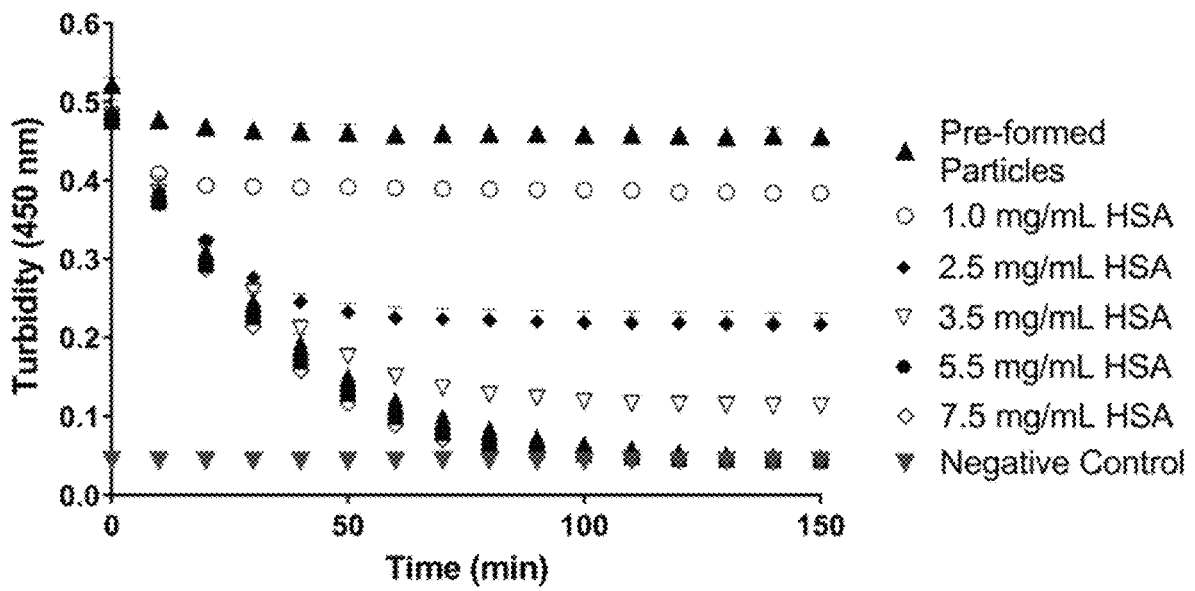 0.6
0.5
0.4
0.3
0.2
0.1
0.0
Turbidity (450 nm)
0
50
100
150
Time (min)
Pre-formed
Particles
1.0 mg/mL HSA
2.5 mg/mL HSA
3.5 mg/mL HSA
5.5 mg/mL HSA
7.5 mg/mL HSA
Negative Control